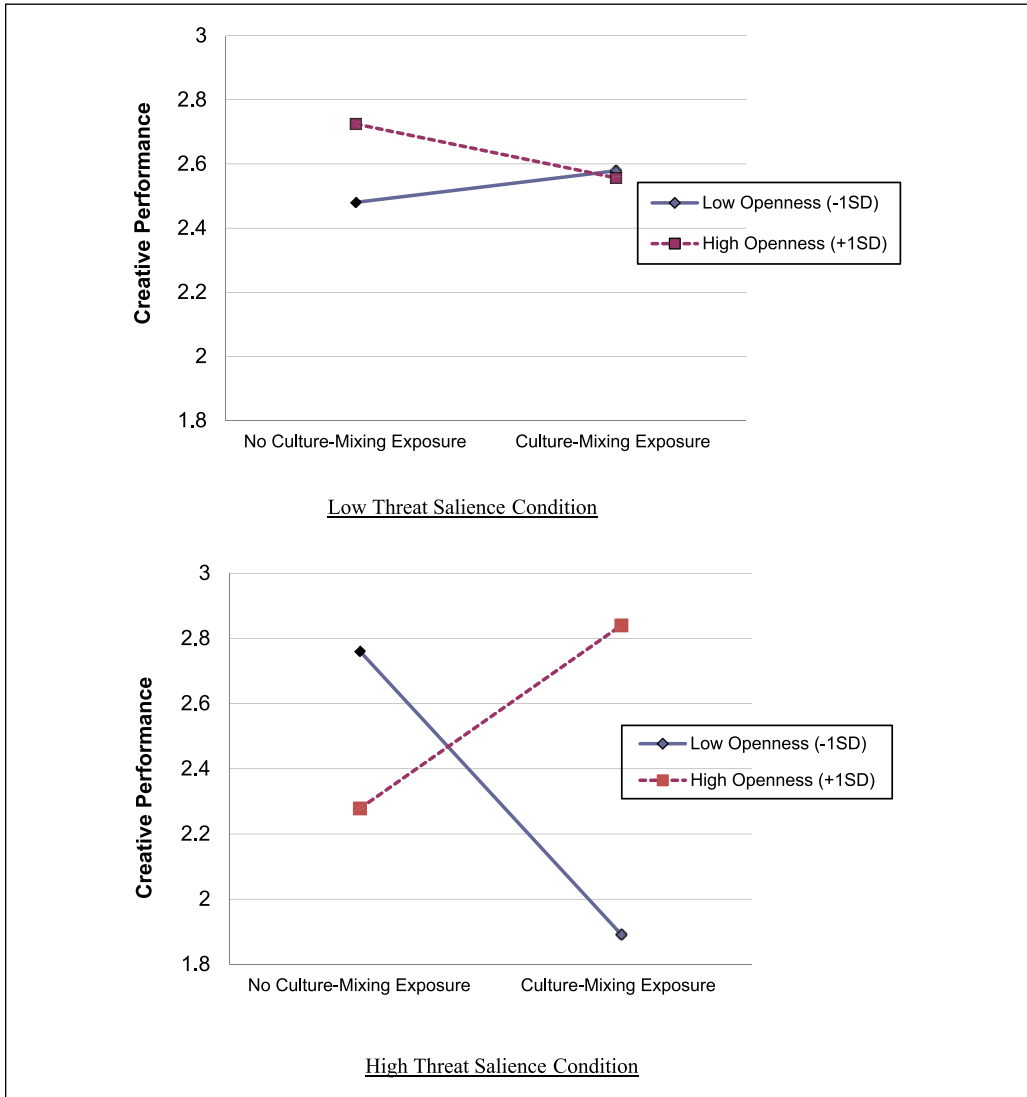 Creative Performance
3
2.8
2.6
2.4
2.2
2
1.8
No Culture-Mixing Exposure
Culture-Mixing Exposure
Low Openness (-1SD)
High Openness (+1SD)
Low Threat Salience Condition
Creative Performance
3
2.8
2.6
2.4
2.2
2
1.8
No Culture-Mixing Exposure
Culture-Mixing Exposure
Low Openness (-1SD)
High Openness (+1SD)
High Threat Salience Condition